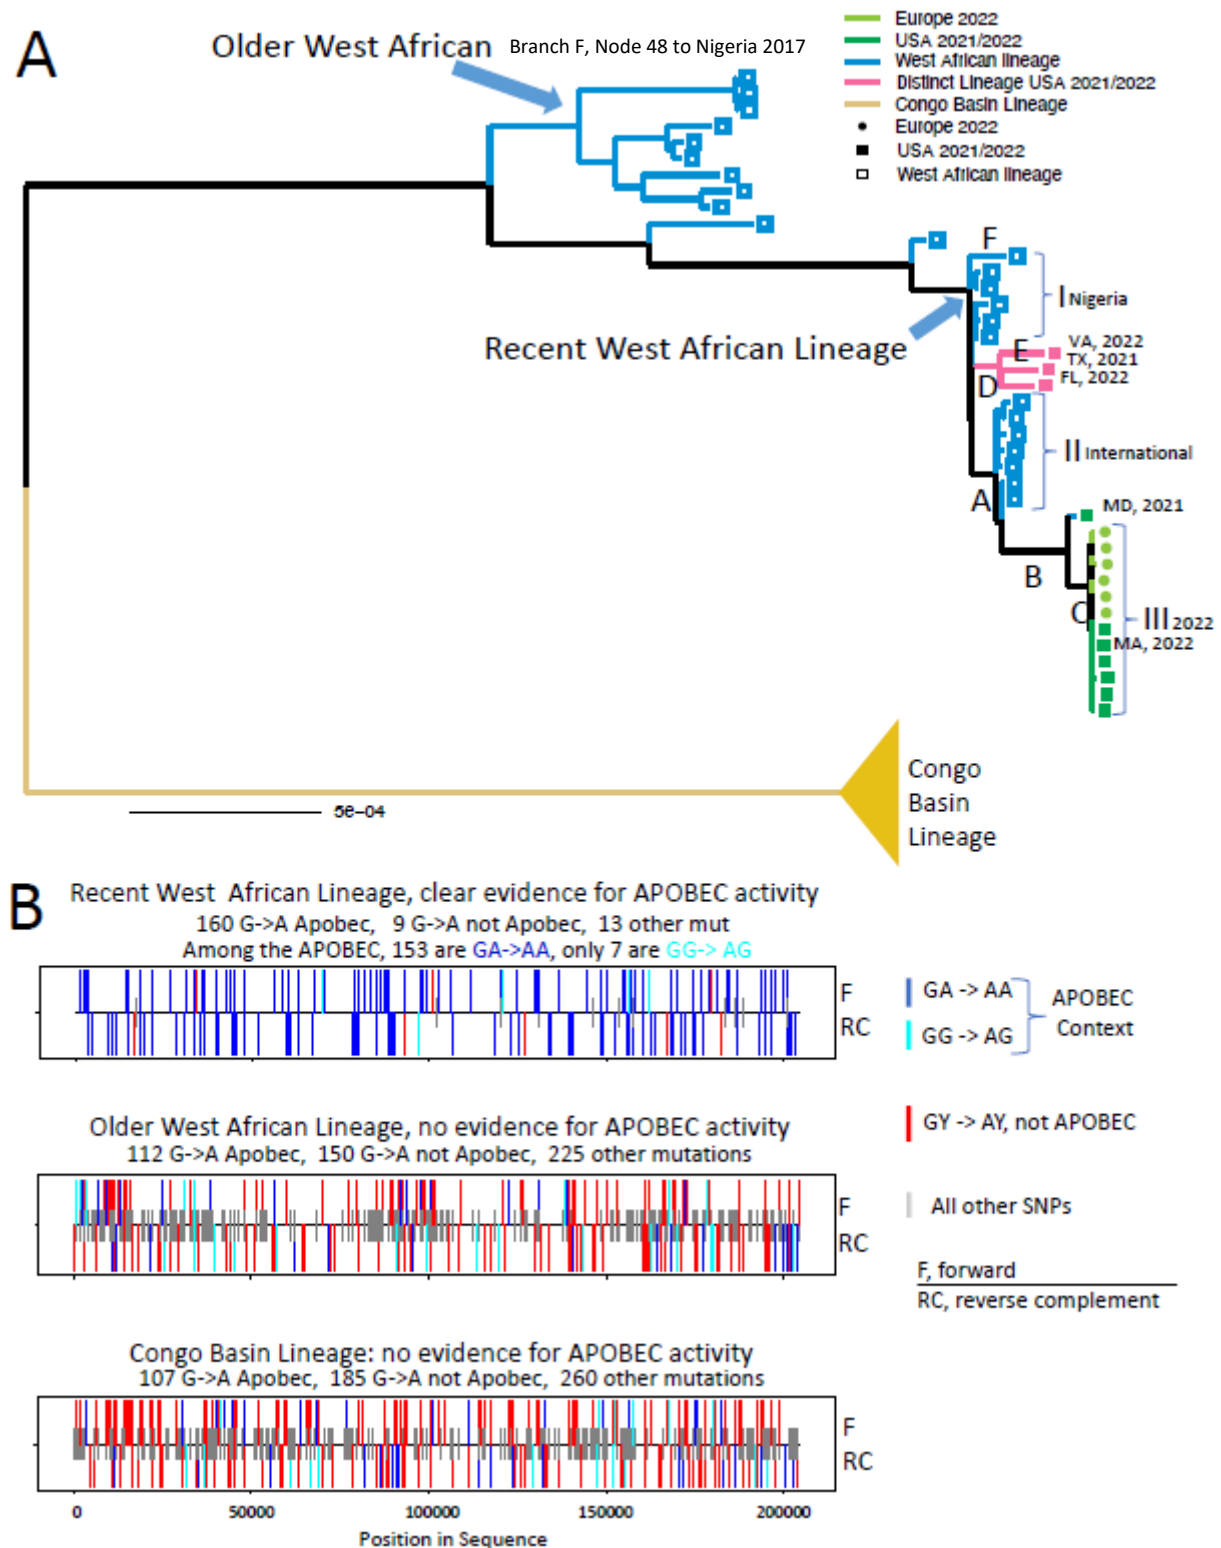 A
Older West African
Branch F, Node 48 to Nigeria 2017
Europe 2022
USA 2021/2022
West African lineage
Distinct Lineage USA 2021/2022
Congo Basin Lineage
Europe 2022
USA 2021/2022
West African lineage
F
I Nigeria
Recent West African Lineage
E
VA, 2022
TX, 2021
FL, 2022
D
II International
A
MD, 2021
B
C
III 2022
MA, 2022
Congo
Basin
Lineage
5e-04
B
Recent West African Lineage, clear evidence for APOBEC activity
160 G->A Apobec, 9 G->A not Apobec, 13 other mut
Among the APOBEC, 153 are GA->AA, only 7 are GG-> AG
F
RC
GA -> AA
GG -> AG
APOBEC
Context
GY -> AY, not APOBEC
Older West African Lineage, no evidence for APOBEC activity
112 G->A Apobec, 150 G->A not Apobec, 225 other mutations
F
RC
All other SNPs
F, forward
RC, reverse complement
Congo Basin Lineage: no evidence for APOBEC activity
107 G->A Apobec, 185 G->A not Apobec, 260 other mutations
F
RC
0 50000 100000 150000 200000
Position in Sequence